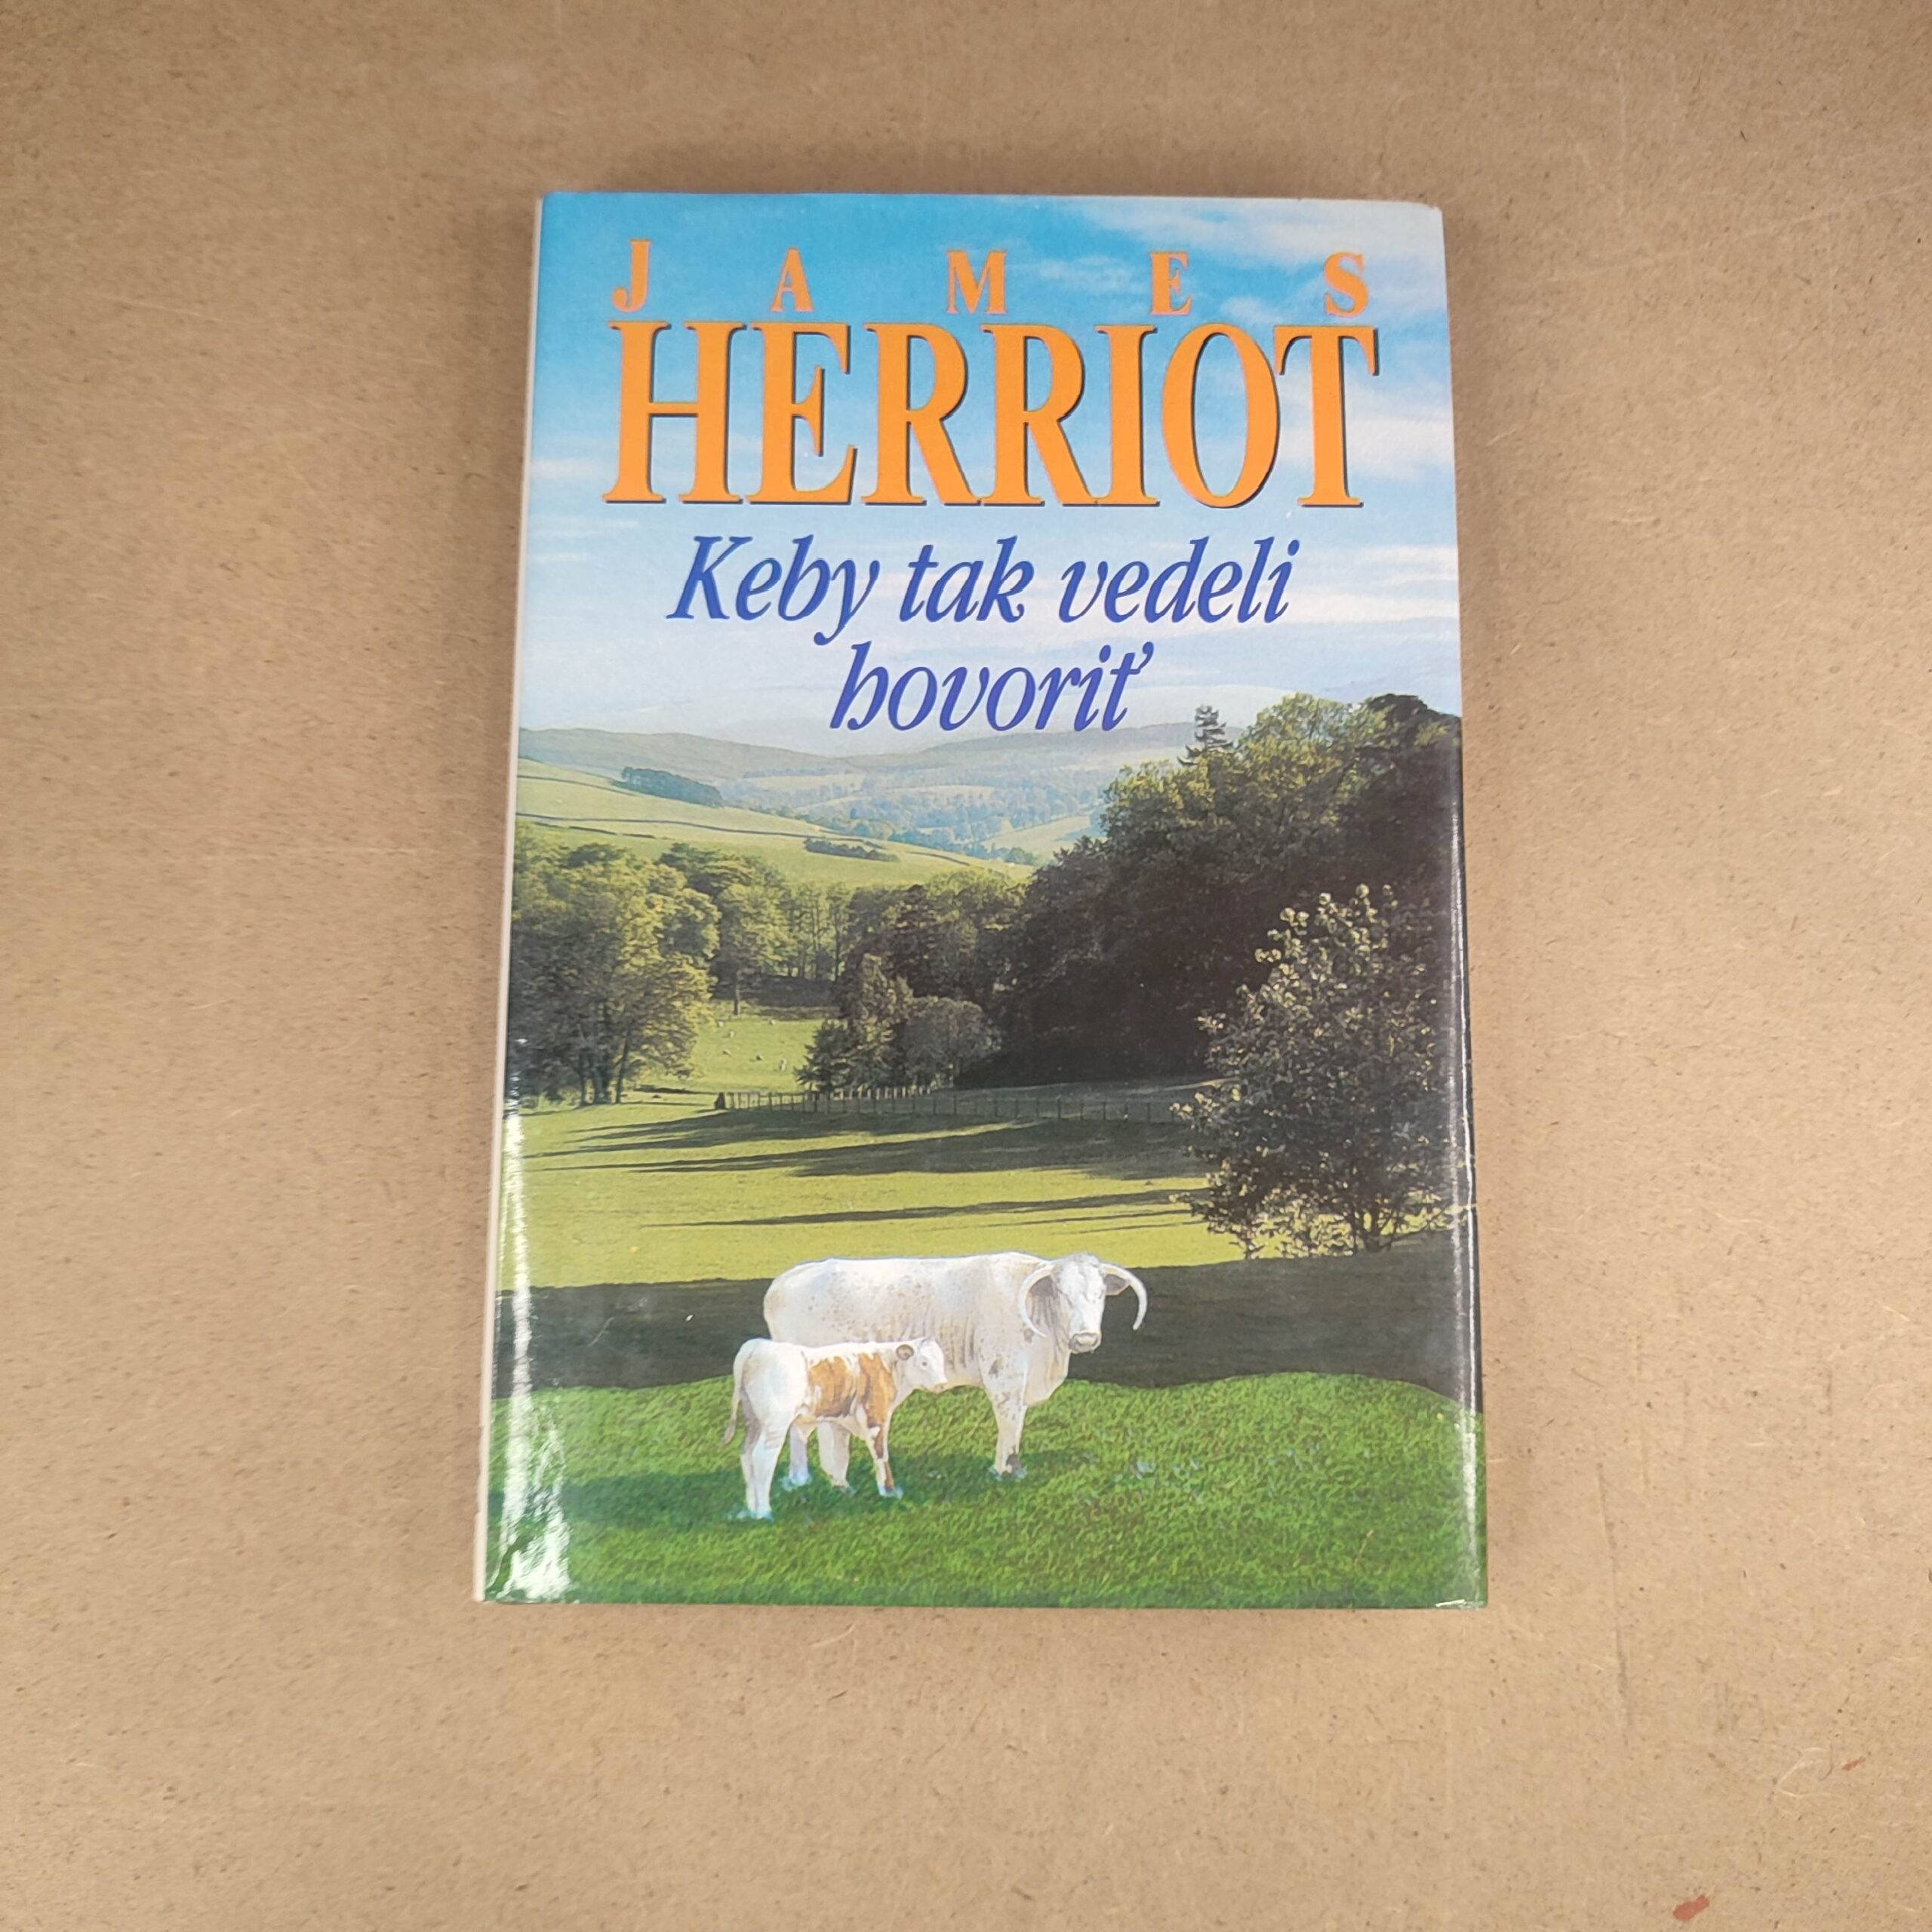 JAMES
HERRIOT
Keby tak vedeli
hovoriť